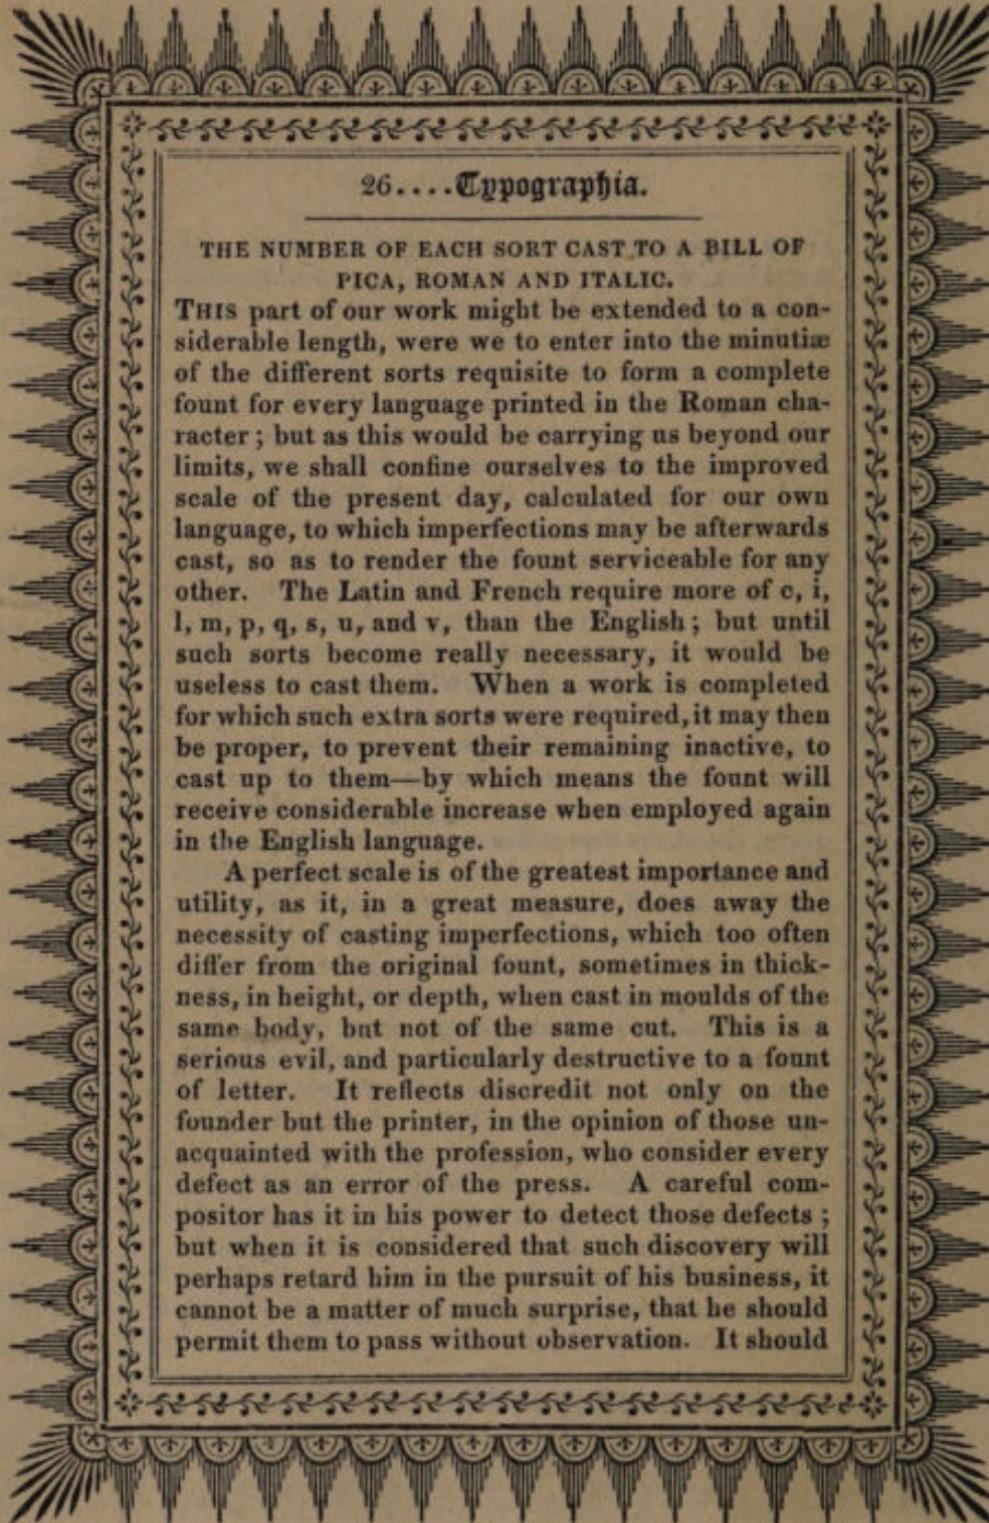 26....Typographia.
THE NUMBER OF EACH SORT CAST TO A BILL OF
PICA, ROMAN AND ITALIC.
THIS part of our work might be extended to a con-
siderable length, were we to enter into the minutiæ
of the different sorts requisite to form a complete
fount for every language printed in the Roman cha-
racter; but as this would be carrying us beyond our
limits, we shall confine ourselves to the improved
scale of the present day, calculated for our own
language, to which imperfections may be afterwards
cast, so as to render the fount serviceable for any
other. The Latin and French require more of c, i,
l, m, p, q, s, u, and v, than the English; but until
such sorts become really necessary, it would be
useless to cast them. When a work is completed
for which such extra sorts were required, it may then
be proper, to prevent their remaining inactive, to
cast up to them—by which means the fount will
receive considerable increase when employed again
in the English language.
A perfect scale is of the greatest importance and
utility, as it, in a great measure, does away the
necessity of casting imperfections, which too often
differ from the original fount, sometimes in thick-
ness, in height, or depth, when cast in moulds of the
same body, but not of the same cut. This is a
serious evil, and particularly destructive to a fount
of letter. It reflects discredit not only on the
founder but the printer, in the opinion of those un-
acquainted with the profession, who consider every
defect as an error of the press. A careful com-
positor has it in his power to detect those defects;
but when it is considered that such discovery will
perhaps retard him in the pursuit of his business, it
cannot be a matter of much surprise, that he should
permit them to pass without observation. It should